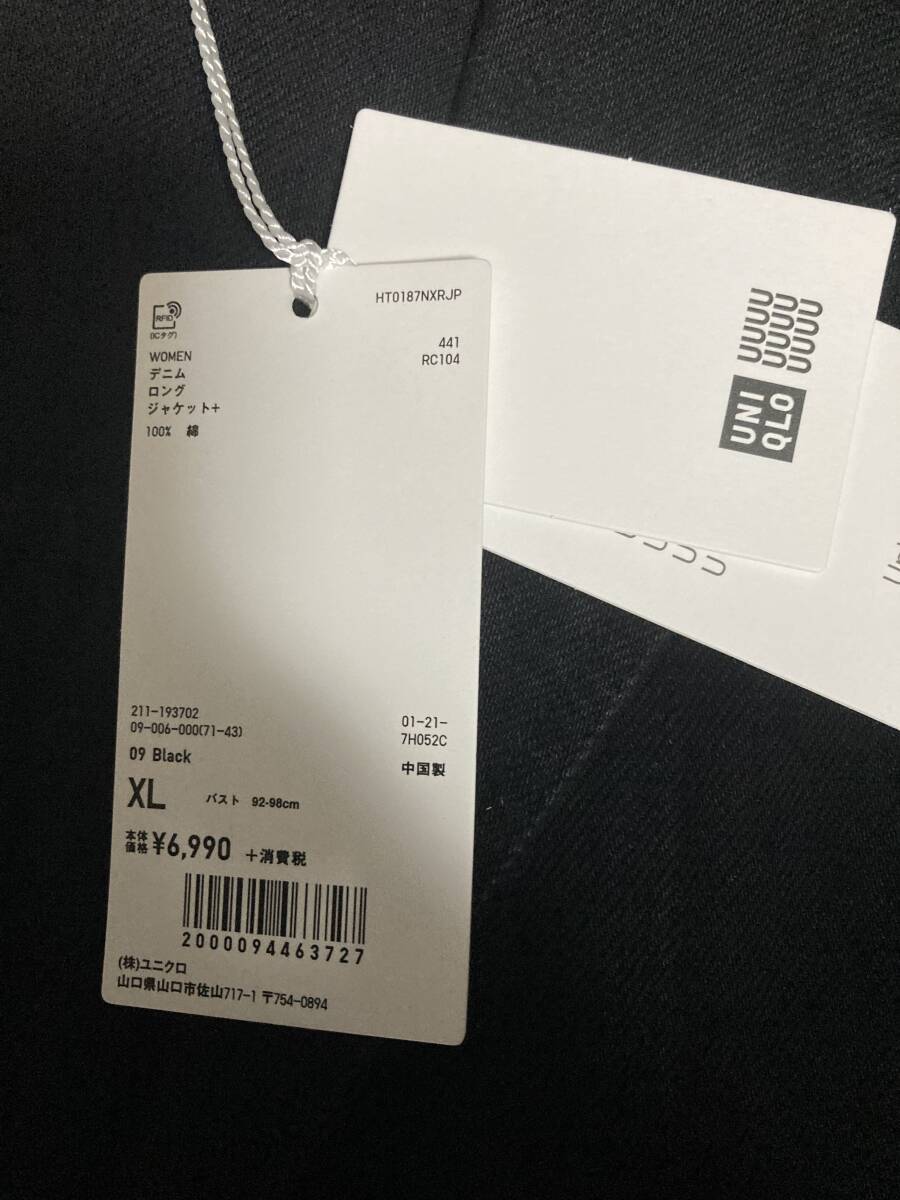 HT0187NXRJP
RFID
(ICタグ)
441
RC104
WOMEN
デニム
ロング
ジャケット+
100% 綿
211-193702
09-006-000(71-43)
01-21-
7H052C
09 Black
中国製
XL バスト 92-98cm
本体
価格 ¥6,990 +消費税
2000094463727
(株)ユニクロ
山口県山口市佐山717-1 〒754-0894
UNI
QLO